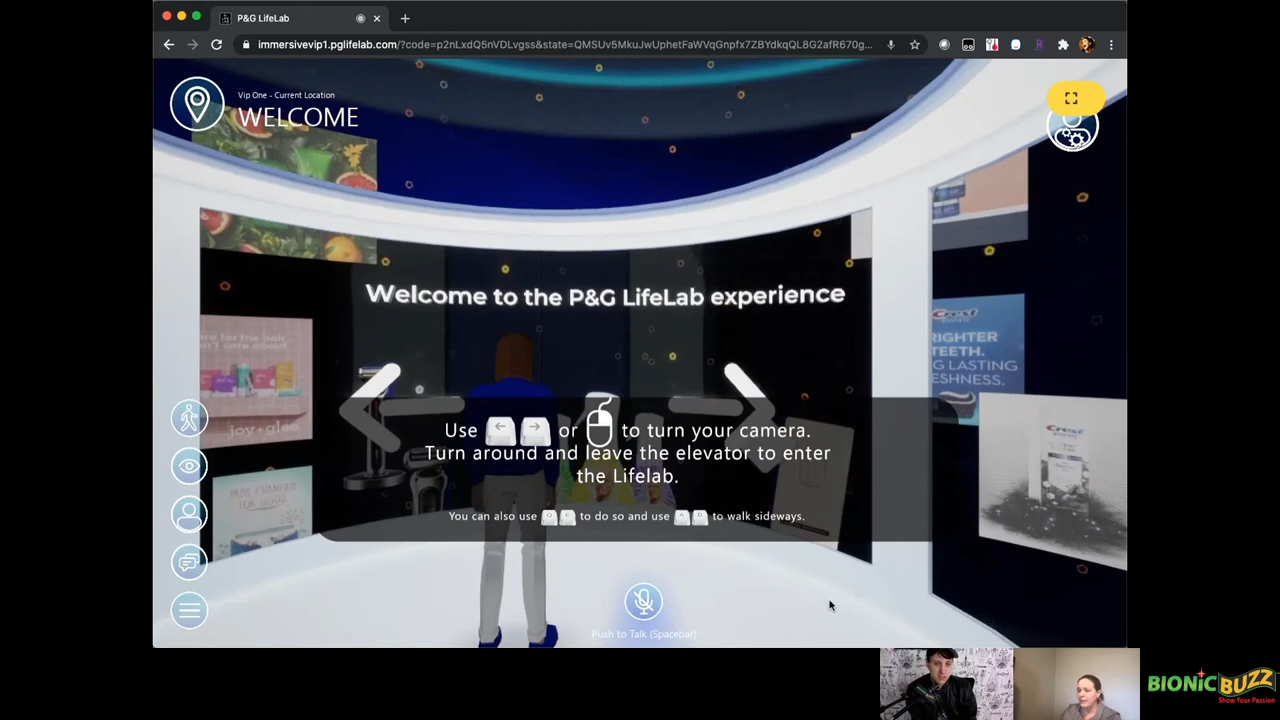 P&G LifeLab
immersivevip1.pglifelab.com/?code=p2nLxdQ5nVDLvgss&state=QMSUv5MkuJwUphetFaWVqGnpfx7ZBYdkqQL8G2afR670g...
Vip One - Current Location
WELCOME
Welcome to the P&G LifeLab experience
joy+glee
Crest
BRIGHTER
TEETH.
LONG LASTING
FRESHNESS.
Crest
Use ← → or to turn your camera.
Turn around and leave the elevator to enter
the Lifelab.
You can also use Q E to do so and use A D to walk sideways.
Push to Talk (Spacebar)
BIONIC BUZZ
Show Your Passion